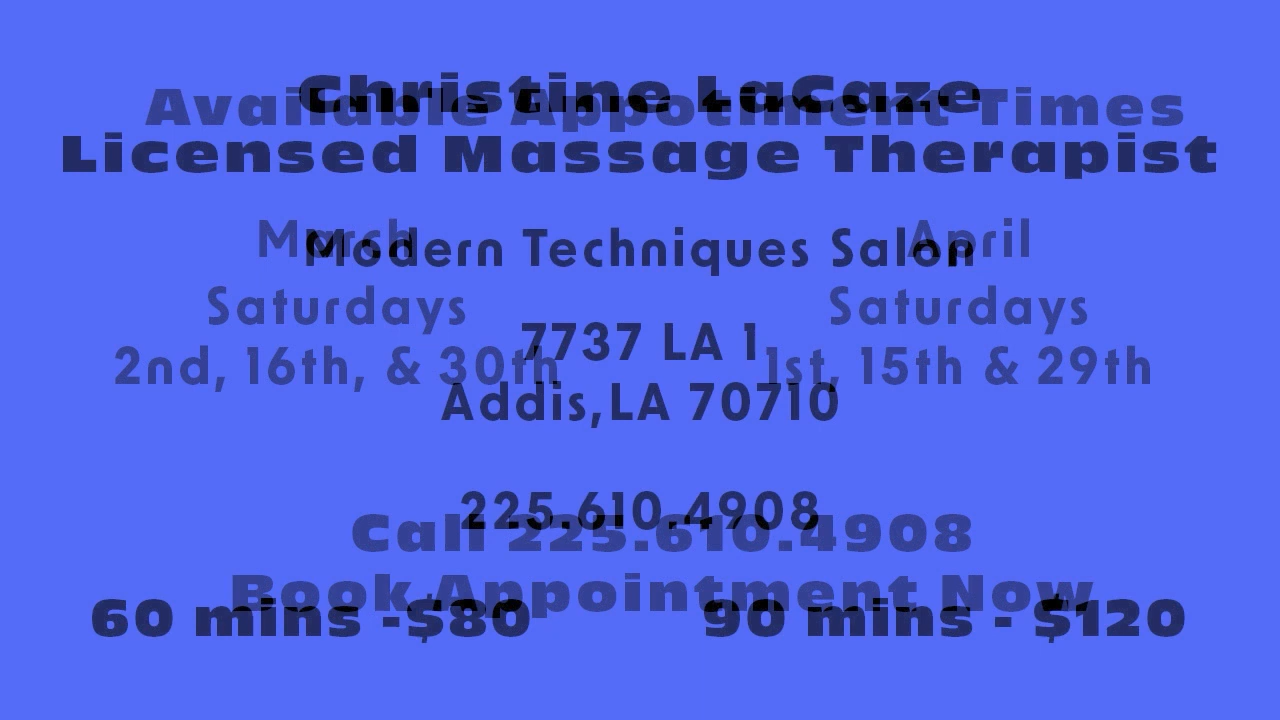 Christine LaCaze
Available Appotiment Times
Licensed Massage Therapist
March
April
Modern Techniques Salon
Saturdays
Saturdays
7737 LA 1
2nd, 16th, & 30th
1st, 15th & 29th
Addis,LA 70710
225.610.4908
Call 225.610.4908
Book Appointment Now
60 mins -$80
90 mins - $120